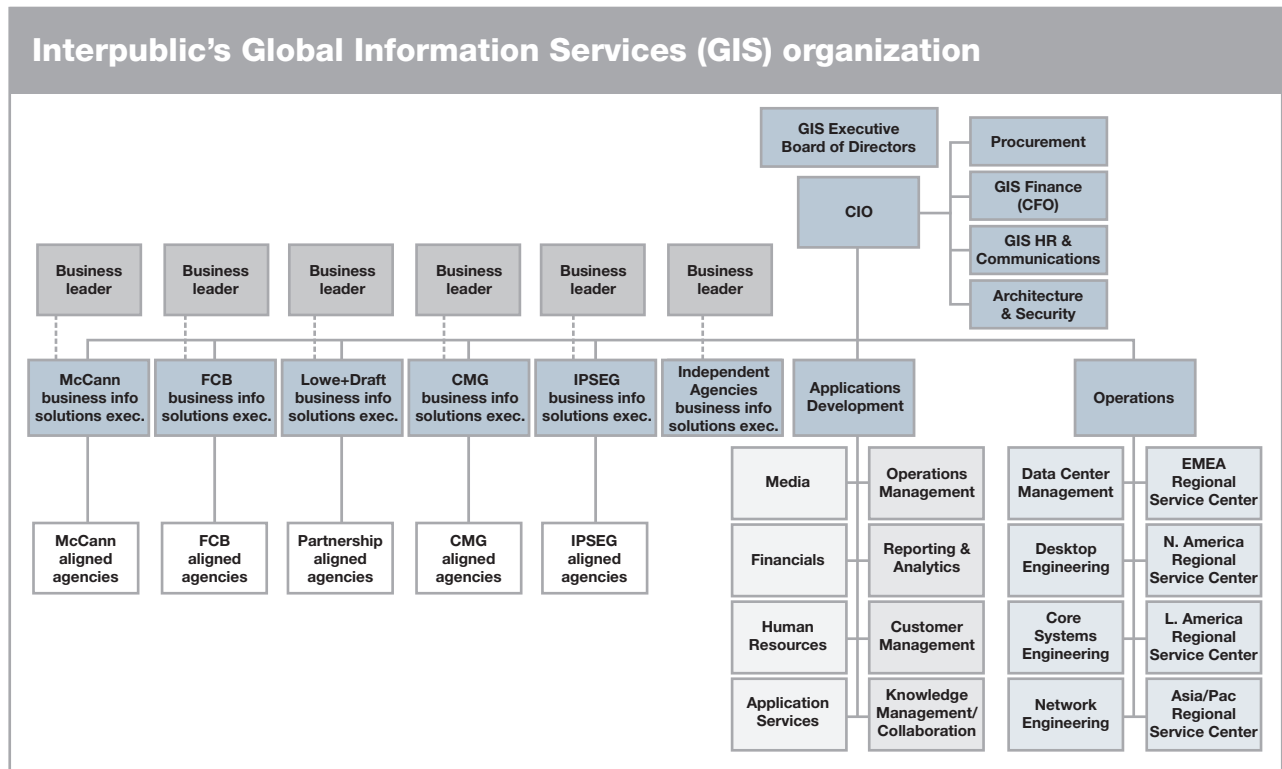 Interpublic's Global Information Services (GIS) organization
GIS Executive
Board of Directors
CIO
Procurement
GIS Finance
(CFO)
GIS HR &
Communications
Architecture
& Security
Business
leader
Business
leader
Business
leader
Business
leader
Business
leader
Business
leader
McCann
business info
solutions exec.
FCB
business info
solutions exec.
Lowe+Draft
business info
solutions exec.
CMG
business info
solutions exec.
IPSEG
business info
solutions exec.
Independent
Agencies
business info
solutions exec.
Applications
Development
Operations
McCann
aligned
agencies
FCB
aligned
agencies
Partnership
aligned
agencies
CMG
aligned
agencies
IPSEG
aligned
agencies
Media
Operations
Management
Financials
Reporting &
Analytics
Human
Resources
Customer
Management
Application
Services
Knowledge
Management/
Collaboration
Data Center
Management
EMEA
Regional
Service Center
Desktop
Engineering
N. America
Regional
Service Center
Core
Systems
Engineering
L. America
Regional
Service Center
Network
Engineering
Asia/Pac
Regional
Service Center